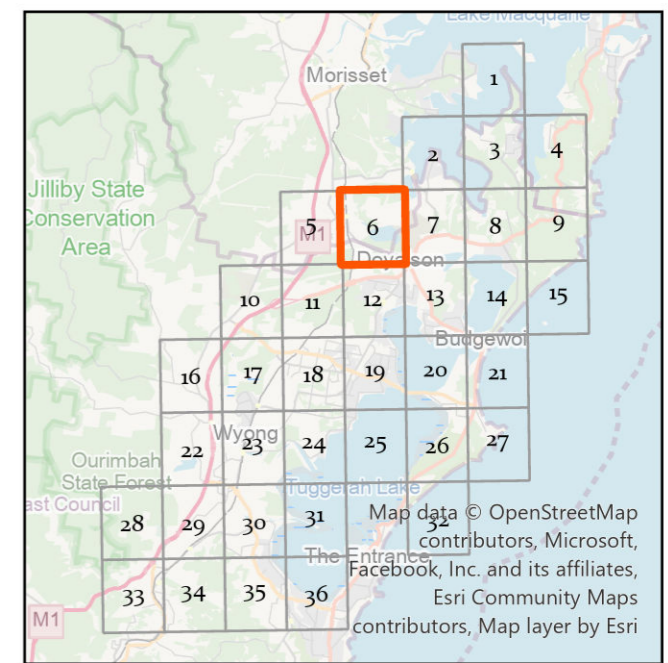 Lake Macquarie
Morisset
1
2 3 4
Jilliby State
Conservation
Area
5 M1 6 7 8 9
Doyalson
10 11 12 13 14 15
Budgewoi
16 17 18 19 20 21
Wyong
22 23 24 25 26 27
Ourimbah
State Forest
ast Council
Tuggerah Lake
28 29 30 31 32
Map data © OpenStreetMap
contributors, Microsoft,
The Entrance
Facebook, Inc. and its affiliates,
33 34 35 36
Esri Community Maps
M1
contributors, Map layer by Esri